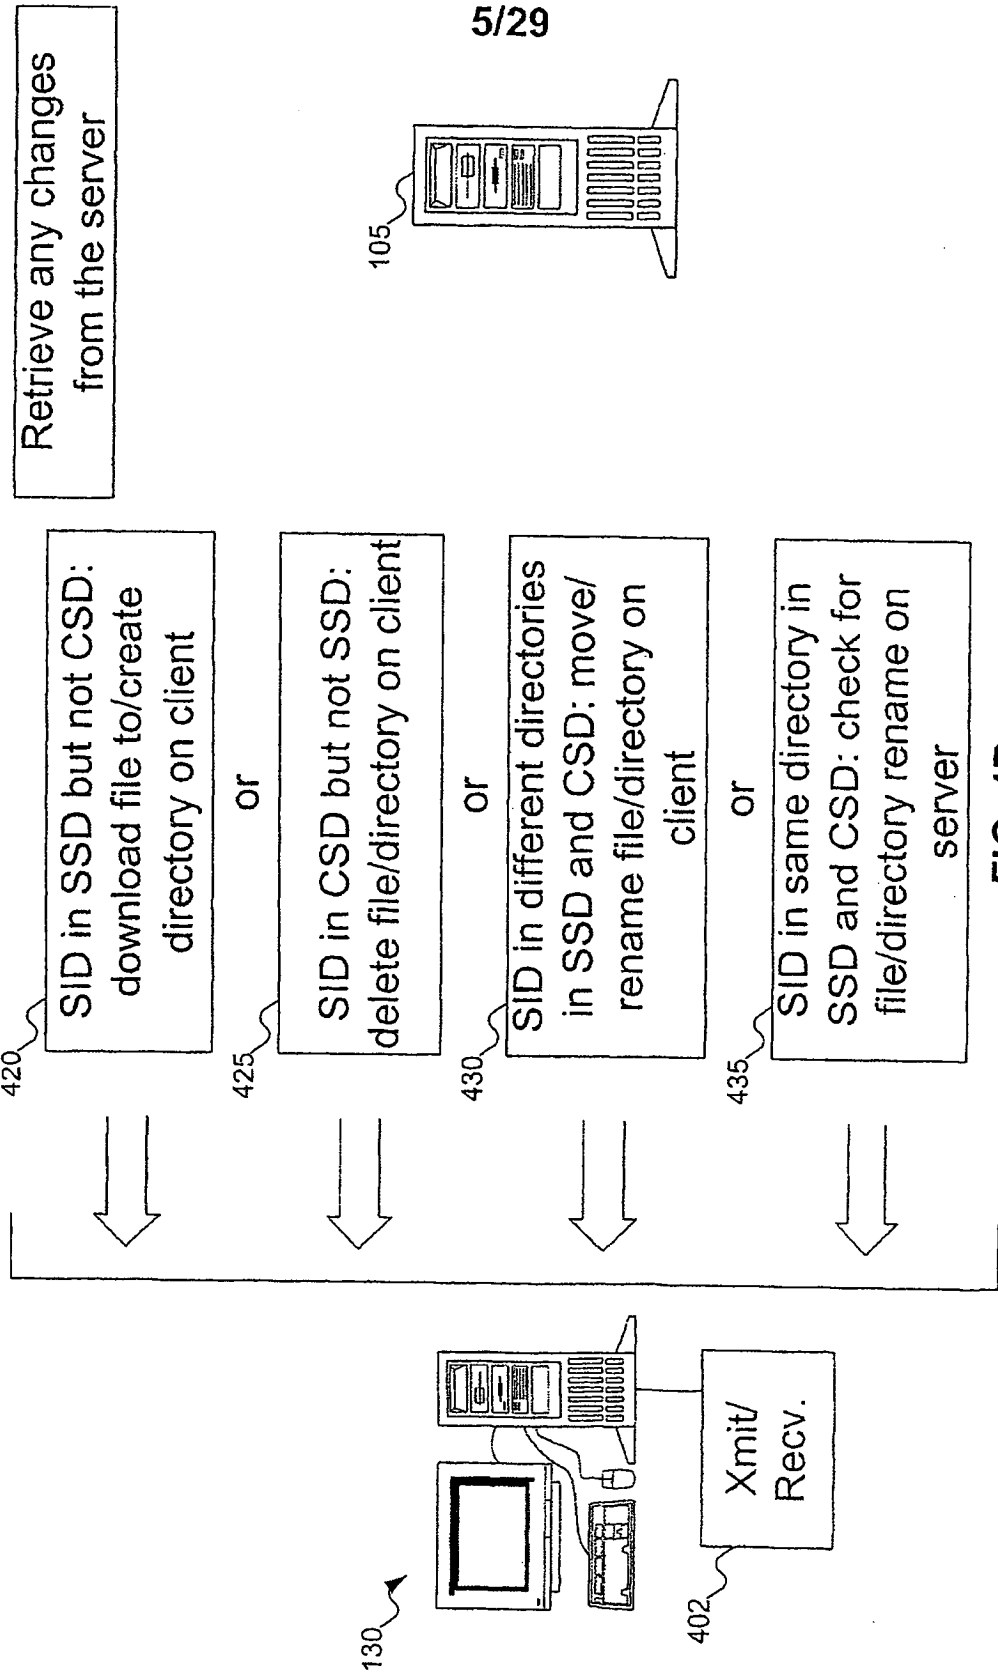 5/29
Retrieve any changes
from the server
420
SID in SSD but not CSD:
download file to/create
directory on client
or
425
SID in CSD but not SSD:
delete file/directory on client
or
430
SID in different directories
in SSD and CSD: move/
rename file/directory on
client
or
435
SID in same directory in
SSD and CSD: check for
file/directory rename on
server
105
130
402
Xmit/
Recv.